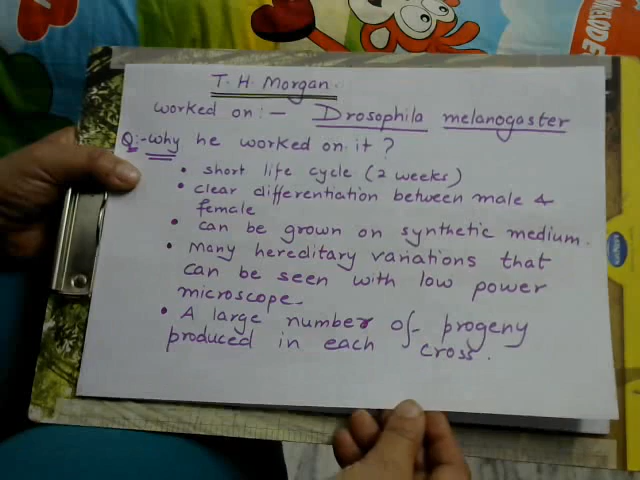 T. H. Morgan.
worked on :- Drosophila melanogaster
Q:- why he worked on it ?
• short life cycle (2 weeks)
• clear differentiation between male &
female
• can be grown on synthetic medium.
• Many hereditary variations that
can be seen with low power
microscope
• A large number of progeny
produced in each cross.